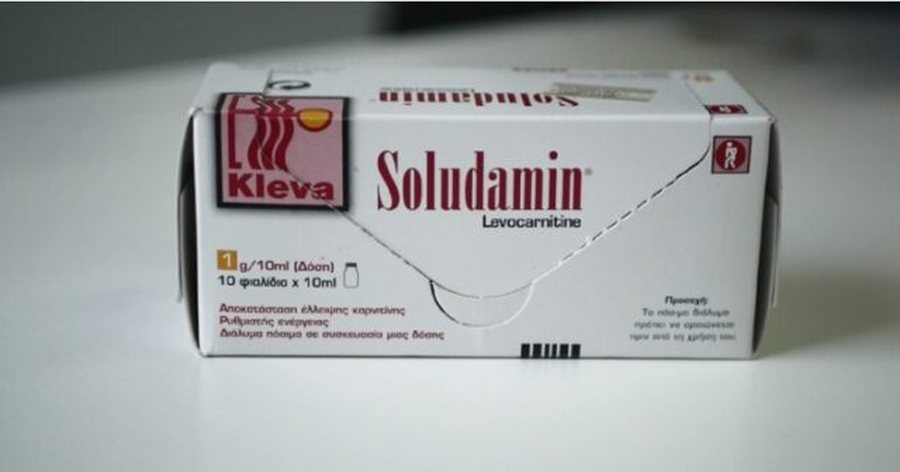 Soludamin
Kleva
Soludamin®
Levocarnitine
1 g/10ml (Δόση)
10 φιαλίδια x 10ml
Αποκατάσταση έλλειψης καρνιτίνης
Ρυθμιστής ενέργειας
Διάλυμα πόσιμο σε συσκευασία μιας δόσης
Προσοχή:
Το πόσιμο διάλυμα
πρέπει να αραιώνεται
πριν από τη χρήση του.